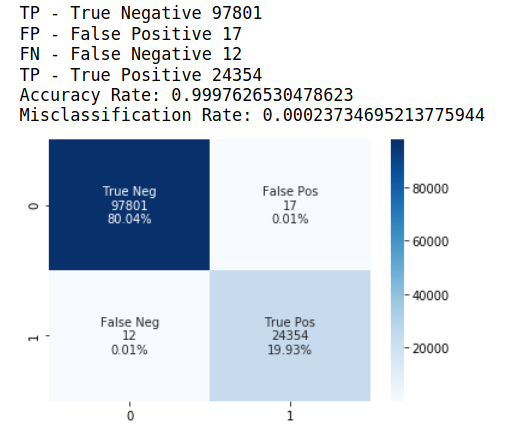 TP - True Negative 97801
FP - False Positive 17
FN - False Negative 12
TP - True Positive 24354
Accuracy Rate: 0.9997626530478623
Misclassification Rate: 0.00023734695213775944
True Neg
97801
80.04%
False Pos
17
0.01%
False Neg
12
0.01%
True Pos
24354
19.93%
0
1
0
1
80000
60000
40000
20000